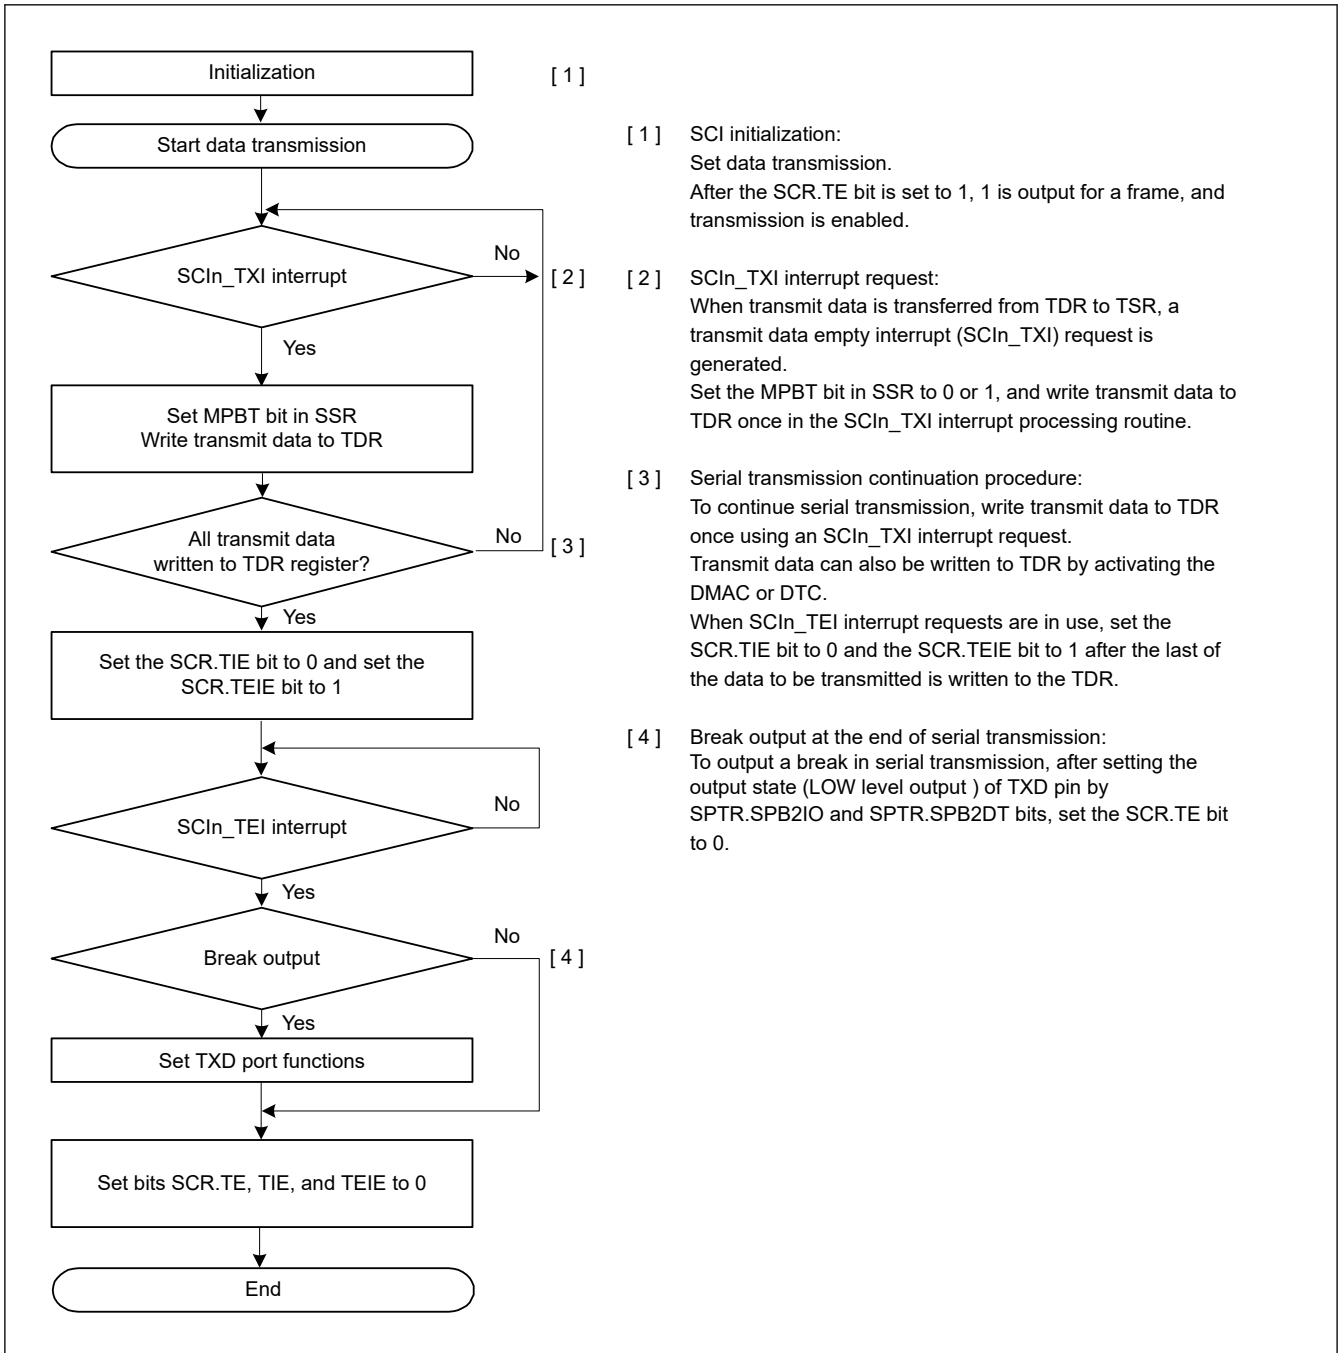 Initialization
[ 1 ]
Start data transmission
SCIn_TXI interrupt
No
[ 2 ]
Yes
Set MPBT bit in SSR
Write transmit data to TDR
All transmit data
written to TDR register?
No
[ 3 ]
Yes
Set the SCR.TIE bit to 0 and set the
SCR.TEIE bit to 1
SCIn_TEI interrupt
No
Yes
Break output
No
[ 4 ]
Yes
Set TXD port functions
Set bits SCR.TE, TIE, and TEIE to 0
End
[ 1 ] SCI initialization:
Set data transmission.
After the SCR.TE bit is set to 1, 1 is output for a frame, and
transmission is enabled.
[ 2 ] SCIn_TXI interrupt request:
When transmit data is transferred from TDR to TSR, a
transmit data empty interrupt (SCIn_TXI) request is
generated.
Set the MPBT bit in SSR to 0 or 1, and write transmit data to
TDR once in the SCIn_TXI interrupt processing routine.
[ 3 ] Serial transmission continuation procedure:
To continue serial transmission, write transmit data to TDR
once using an SCIn_TXI interrupt request.
Transmit data can also be written to TDR by activating the
DMAC or DTC.
When SCIn_TEI interrupt requests are in use, set the
SCR.TIE bit to 0 and the SCR.TEIE bit to 1 after the last of
the data to be transmitted is written to the TDR.
[ 4 ] Break output at the end of serial transmission:
To output a break in serial transmission, after setting the
output state (LOW level output ) of TXD pin by
SPTR.SPB2IO and SPTR.SPB2DT bits, set the SCR.TE bit
to 0.